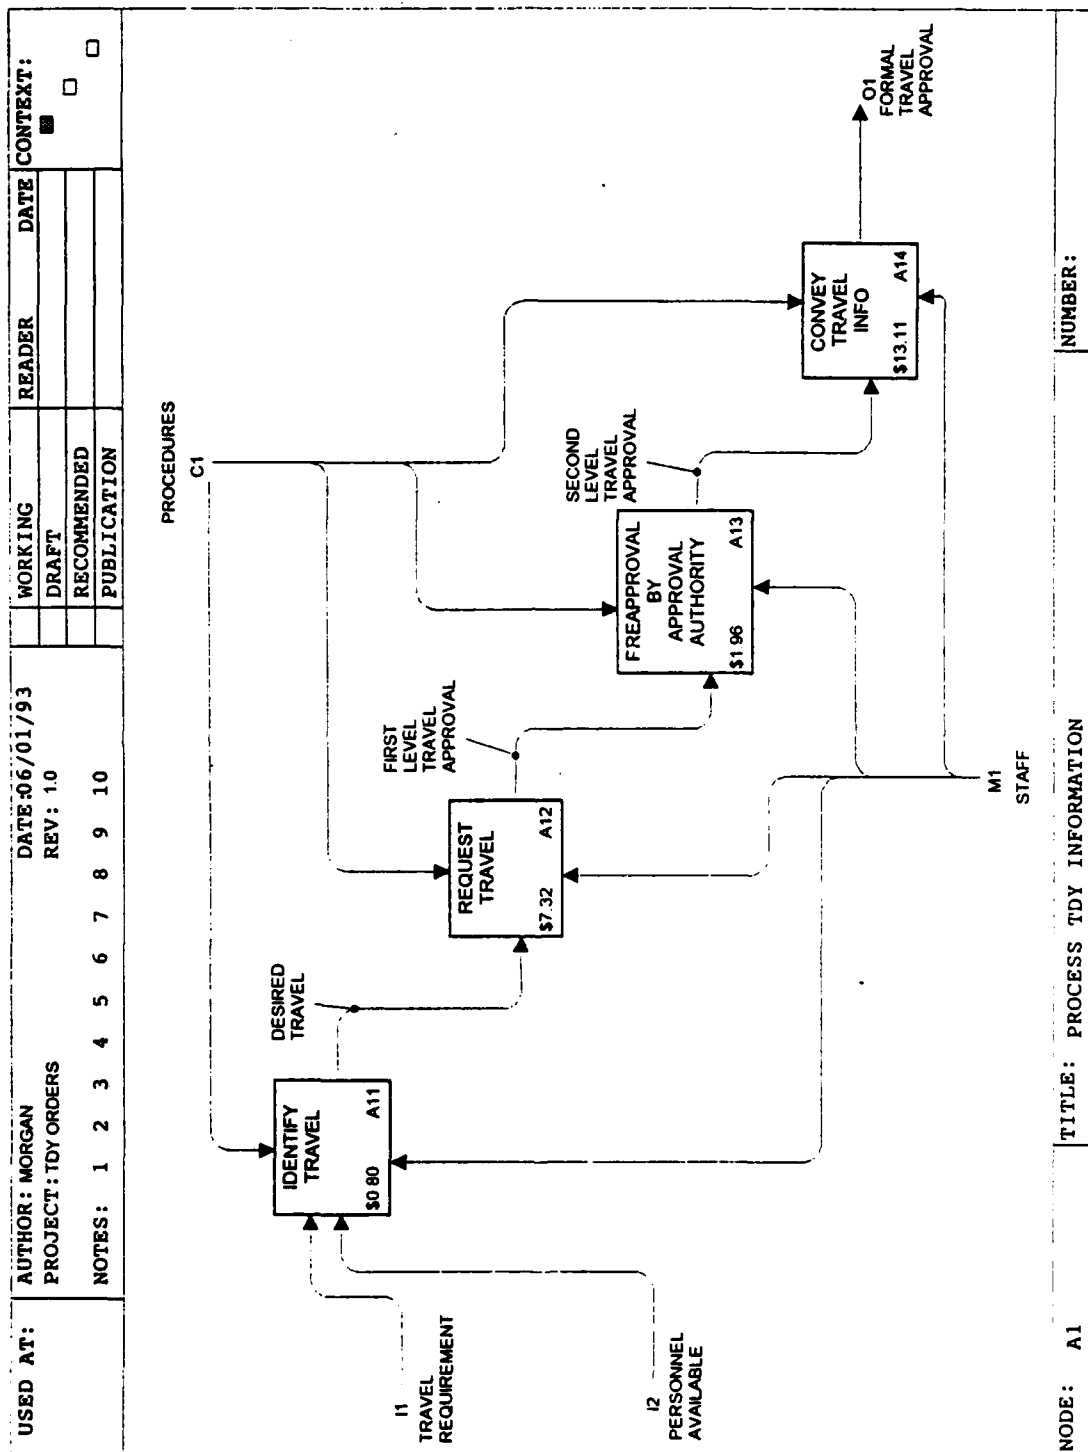 USED AT:
AUTHOR: MORGAN
PROJECT: TDY ORDERS
NOTES: 1 2 3 4 5 6 7 8 9 10
DATE:06/01/93
REV: 1.0
WORKING
DRAFT
RECOMMENDED
PUBLICATION
READER
DATE
CONTEXT:
PROCEDURES
C1
I1
TRAVEL
REQUIREMENT
I2
PERSONNEL
AVAILABLE
IDENTIFY
TRAVEL
$0 80
A11
DESIRED
TRAVEL
REQUEST
TRAVEL
$7.32
A12
FIRST
LEVEL
TRAVEL
APPROVAL
FREAPPROVAL
BY
APPROVAL
AUTHORITY
$1 96
A13
SECOND
LEVEL
TRAVEL
APPROVAL
CONVEY
TRAVEL
INFO
$13.11
A14
O1
FORMAL
TRAVEL
APPROVAL
M1
STAFF
NODE: A1
TITLE: PROCESS TDY INFORMATION
NUMBER: